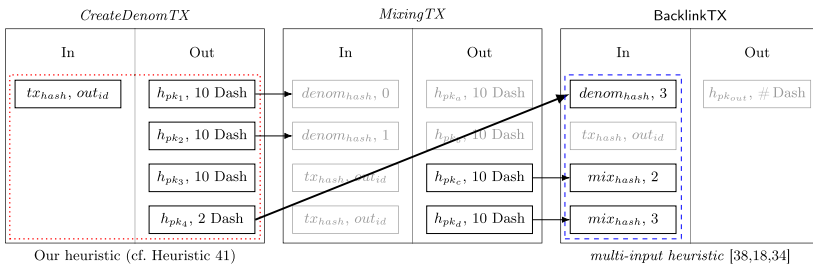 CreateDenomTX
In Out
tx_hash, out_id h_pk1, 10 Dash
h_pk2, 10 Dash
h_pk3, 10 Dash
h_pk4, 2 Dash
Our heuristic (cf. Heuristic 41)
MixingTX
In Out
denom_hash, 0 h_pka, 10 Dash
denom_hash, 1 h_pk, 10 Dash
tx_hash, out_id h_pkc, 10 Dash
tx_hash, out_id h_pkd, 10 Dash
BacklinkTX
In Out
denom_hash, 3 h_pkout, # Dash
tx_hash, out_id
mix_hash, 2
mix_hash, 3
multi-input heuristic [38,18,34]